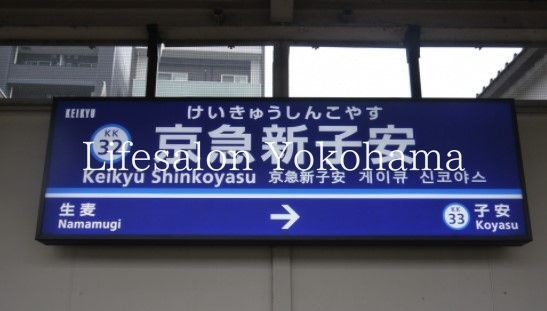 KEIKYU
けいきゅうしんこやす
KK
32
京急新子安
Lifesalon Yokohama
Keikyu Shinkoyasu 京急新子安 게이큐 신코야스
生麦
Namamugi
→
KK
33
子安
Koyasu